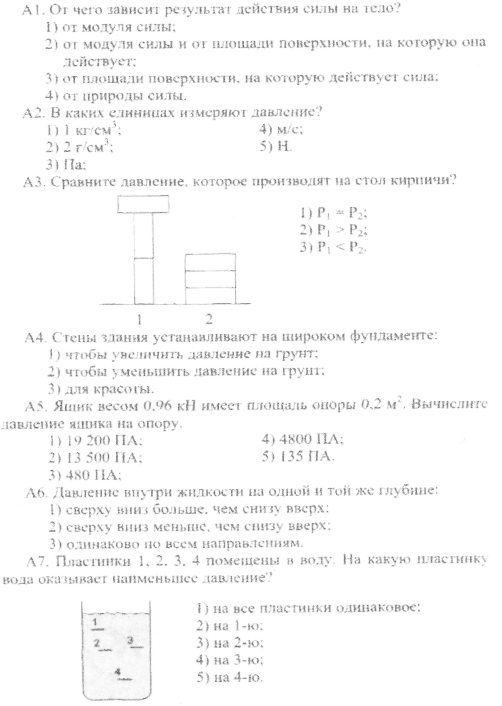 А1. От чего зависит результат действия силы на тело?
1) от модуля силы;
2) от модуля силы и от площади поверхности, на которую она
действует;
3) от площади поверхности, на которую действует сила;
4) от природы силы.
А2. В каких единицах измеряют давление?
1) 1 кг/см³; 4) м/с;
2) 2 г/см³; 5) Н.
3) Па;
А3. Сравните давление, которое производят на стол кирпичи?
1) P₁ = P₂;
2) P₁ > P₂;
3) P₁ < P₂.
1 2
А4. Стены здания устанавливают на широком фундаменте:
1) чтобы увеличить давление на грунт;
2) чтобы уменьшить давление на грунт;
3) для красоты.
А5. Ящик весом 0,96 кН имеет площадь опоры 0,2 м². Вычислите
давление ящика на опору.
1) 19 200 ПА; 4) 4800 ПА;
2) 13 500 ПА; 5) 135 ПА.
3) 480 ПА;
А6. Давление внутри жидкости на одной и той же глубине:
1) сверху вниз больше, чем снизу вверх;
2) сверху вниз меньше, чем снизу вверх;
3) одинаково по всем направлениям.
А7. Пластинки 1, 2, 3, 4 помещены в воду. На какую пластинку
вода оказывает наименьшее давление?
1) на все пластинки одинаковое;
2) на 1-ю;
3) на 2-ю;
4) на 3-ю;
5) на 4-ю.
1
2 3
4